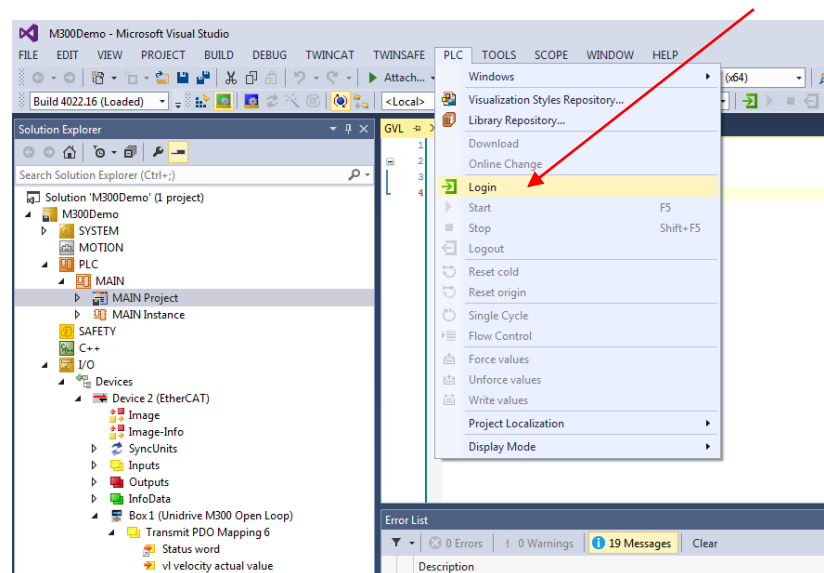 M300Demo - Microsoft Visual Studio
FILE EDIT VIEW PROJECT BUILD DEBUG TWINCAT TWINSAFE PLC TOOLS SCOPE WINDOW HELP
Attach...
(x64)
Build 4022.16 (Loaded)
<Local>
Solution Explorer
Search Solution Explorer (Ctrl+;)
Solution 'M300Demo' (1 project)
M300Demo
SYSTEM
MOTION
PLC
MAIN
MAIN Project
MAIN Instance
SAFETY
C++
I/O
Devices
Device 2 (EtherCAT)
Image
Image-Info
SyncUnits
Inputs
Outputs
InfoData
Box 1 (Unidrive M300 Open Loop)
Transmit PDO Mapping 6
Status word
vl velocity actual value
GVL
1
2
3
4
Windows
Visualization Styles Repository...
Library Repository...
Download
Online Change
Login
Start F5
Stop Shift+F5
Logout
Reset cold
Reset origin
Single Cycle
Flow Control
Force values
Unforce values
Write values
Project Localization
Display Mode
Error List
0 Errors 0 Warnings 19 Messages Clear
Description